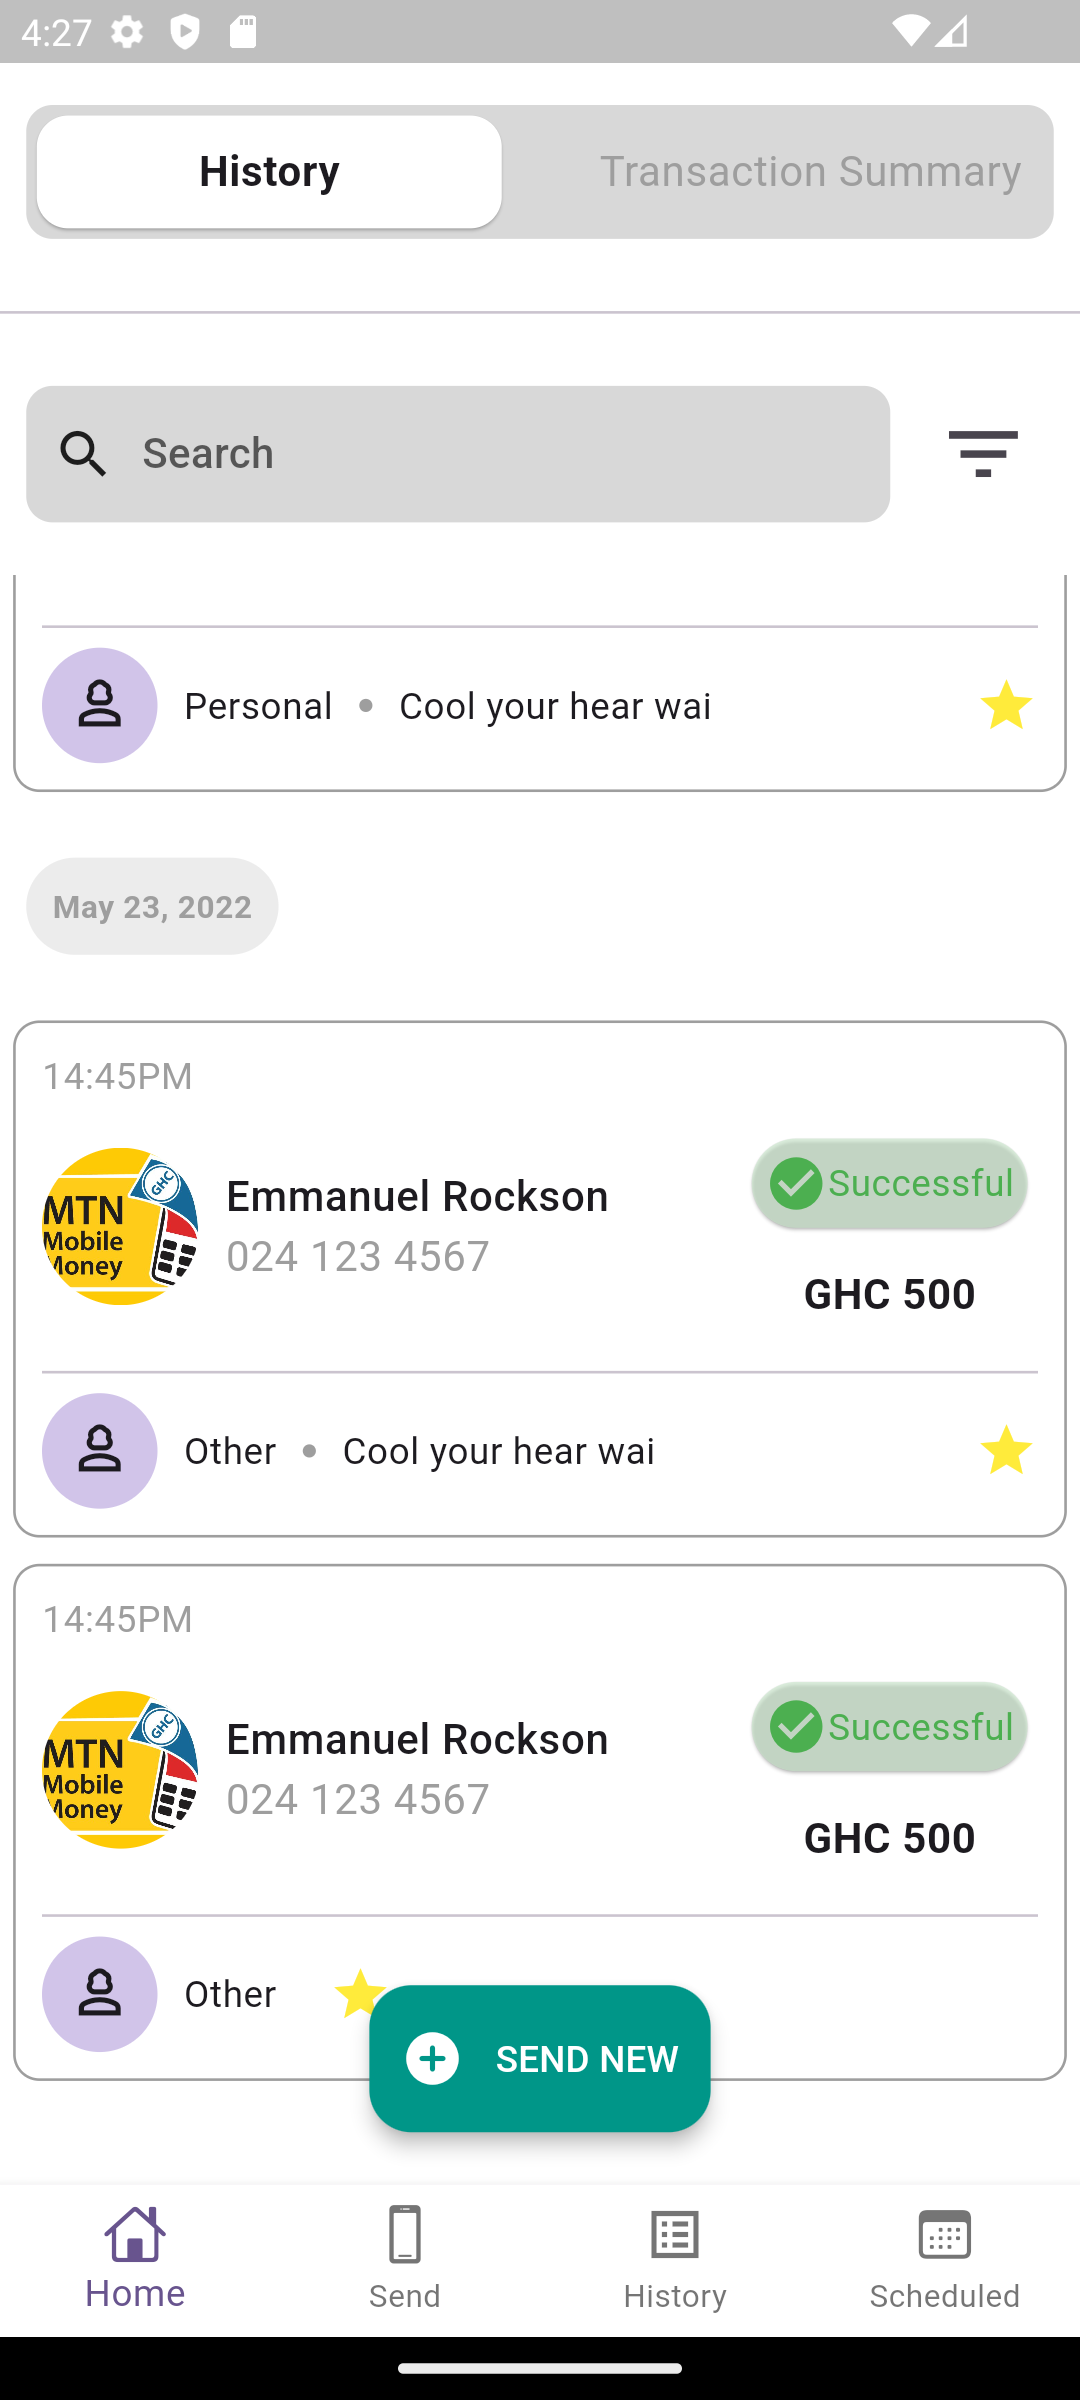 4:27
History
Transaction Summary
Search
Personal • Cool your hear wai
May 23, 2022
14:45PM
GHC
MTN
Mobile
Money
Emmanuel Rockson
024 123 4567
Successful
GHC 500
Other • Cool your hear wai
14:45PM
GHC
MTN
Mobile
Money
Emmanuel Rockson
024 123 4567
Successful
GHC 500
Other
SEND NEW
Home
Send
History
Scheduled